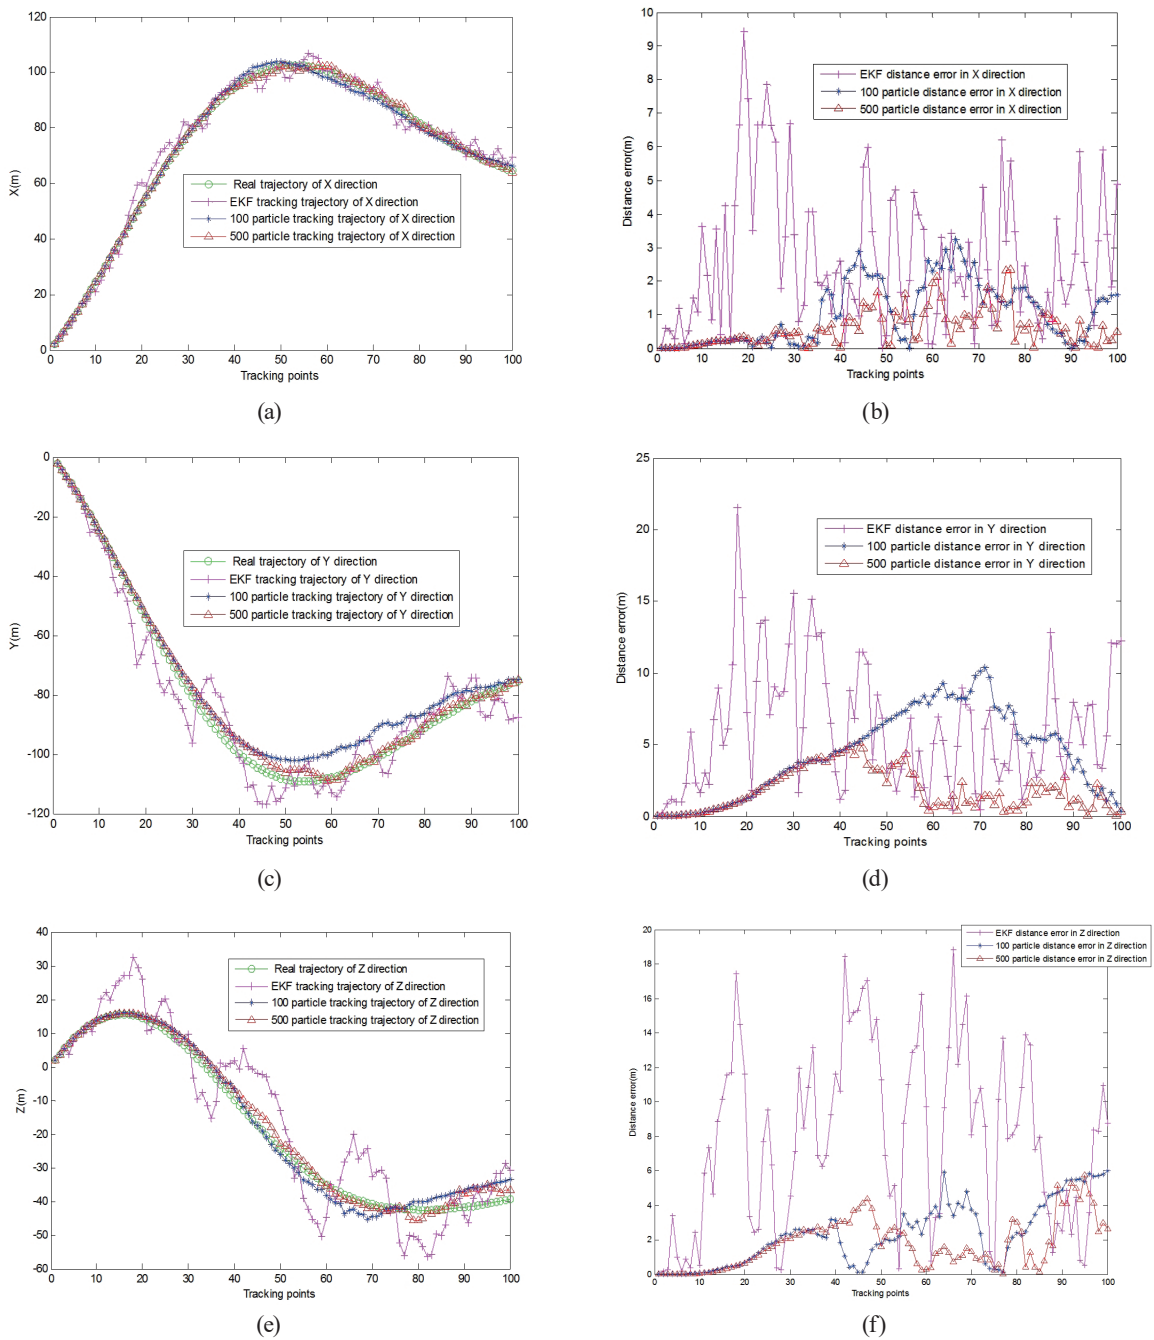 120
100
80
60
40
20
0
X(m)
Real trajectory of X direction
EKF tracking trajectory of X direction
100 particle tracking trajectory of X direction
500 particle tracking trajectory of X direction
0 10 20 30 40 50 60 70 80 90 100
Tracking points
(a)
10
9
8
7
6
5
4
3
2
1
0
Distance error(m)
EKF distance error in X direction
100 particle distance error in X direction
500 particle distance error in X direction
0 10 20 30 40 50 60 70 80 90 100
Tracking points
(b)
0
-20
-40
-60
-80
-100
-120
Y(m)
Real trajectory of Y direction
EKF tracking trajectory of Y direction
100 particle tracking trajectory of Y direction
500 particle tracking trajectory of Y direction
0 10 20 30 40 50 60 70 80 90 100
Tracking points
(c)
25
20
15
10
5
0
Distance error(m)
EKF distance error in Y direction
100 particle distance error in Y direction
500 particle distance error in Y direction
0 10 20 30 40 50 60 70 80 90 100
Tracking points
(d)
40
30
20
10
0
-10
-20
-30
-40
-50
-60
Z(m)
Real trajectory of Z direction
EKF tracking trajectory of Z direction
100 particle tracking trajectory of Z direction
500 particle tracking trajectory of Z direction
0 10 20 30 40 50 60 70 80 90 100
Tracking points
(e)
20
18
16
14
12
10
8
6
4
2
0
Distance error(m)
EKF distance error in Z direction
100 particle distance error in Z direction
500 particle distance error in Z direction
0 10 20 30 40 50 60 70 80 90 100
Tracking points
(f)